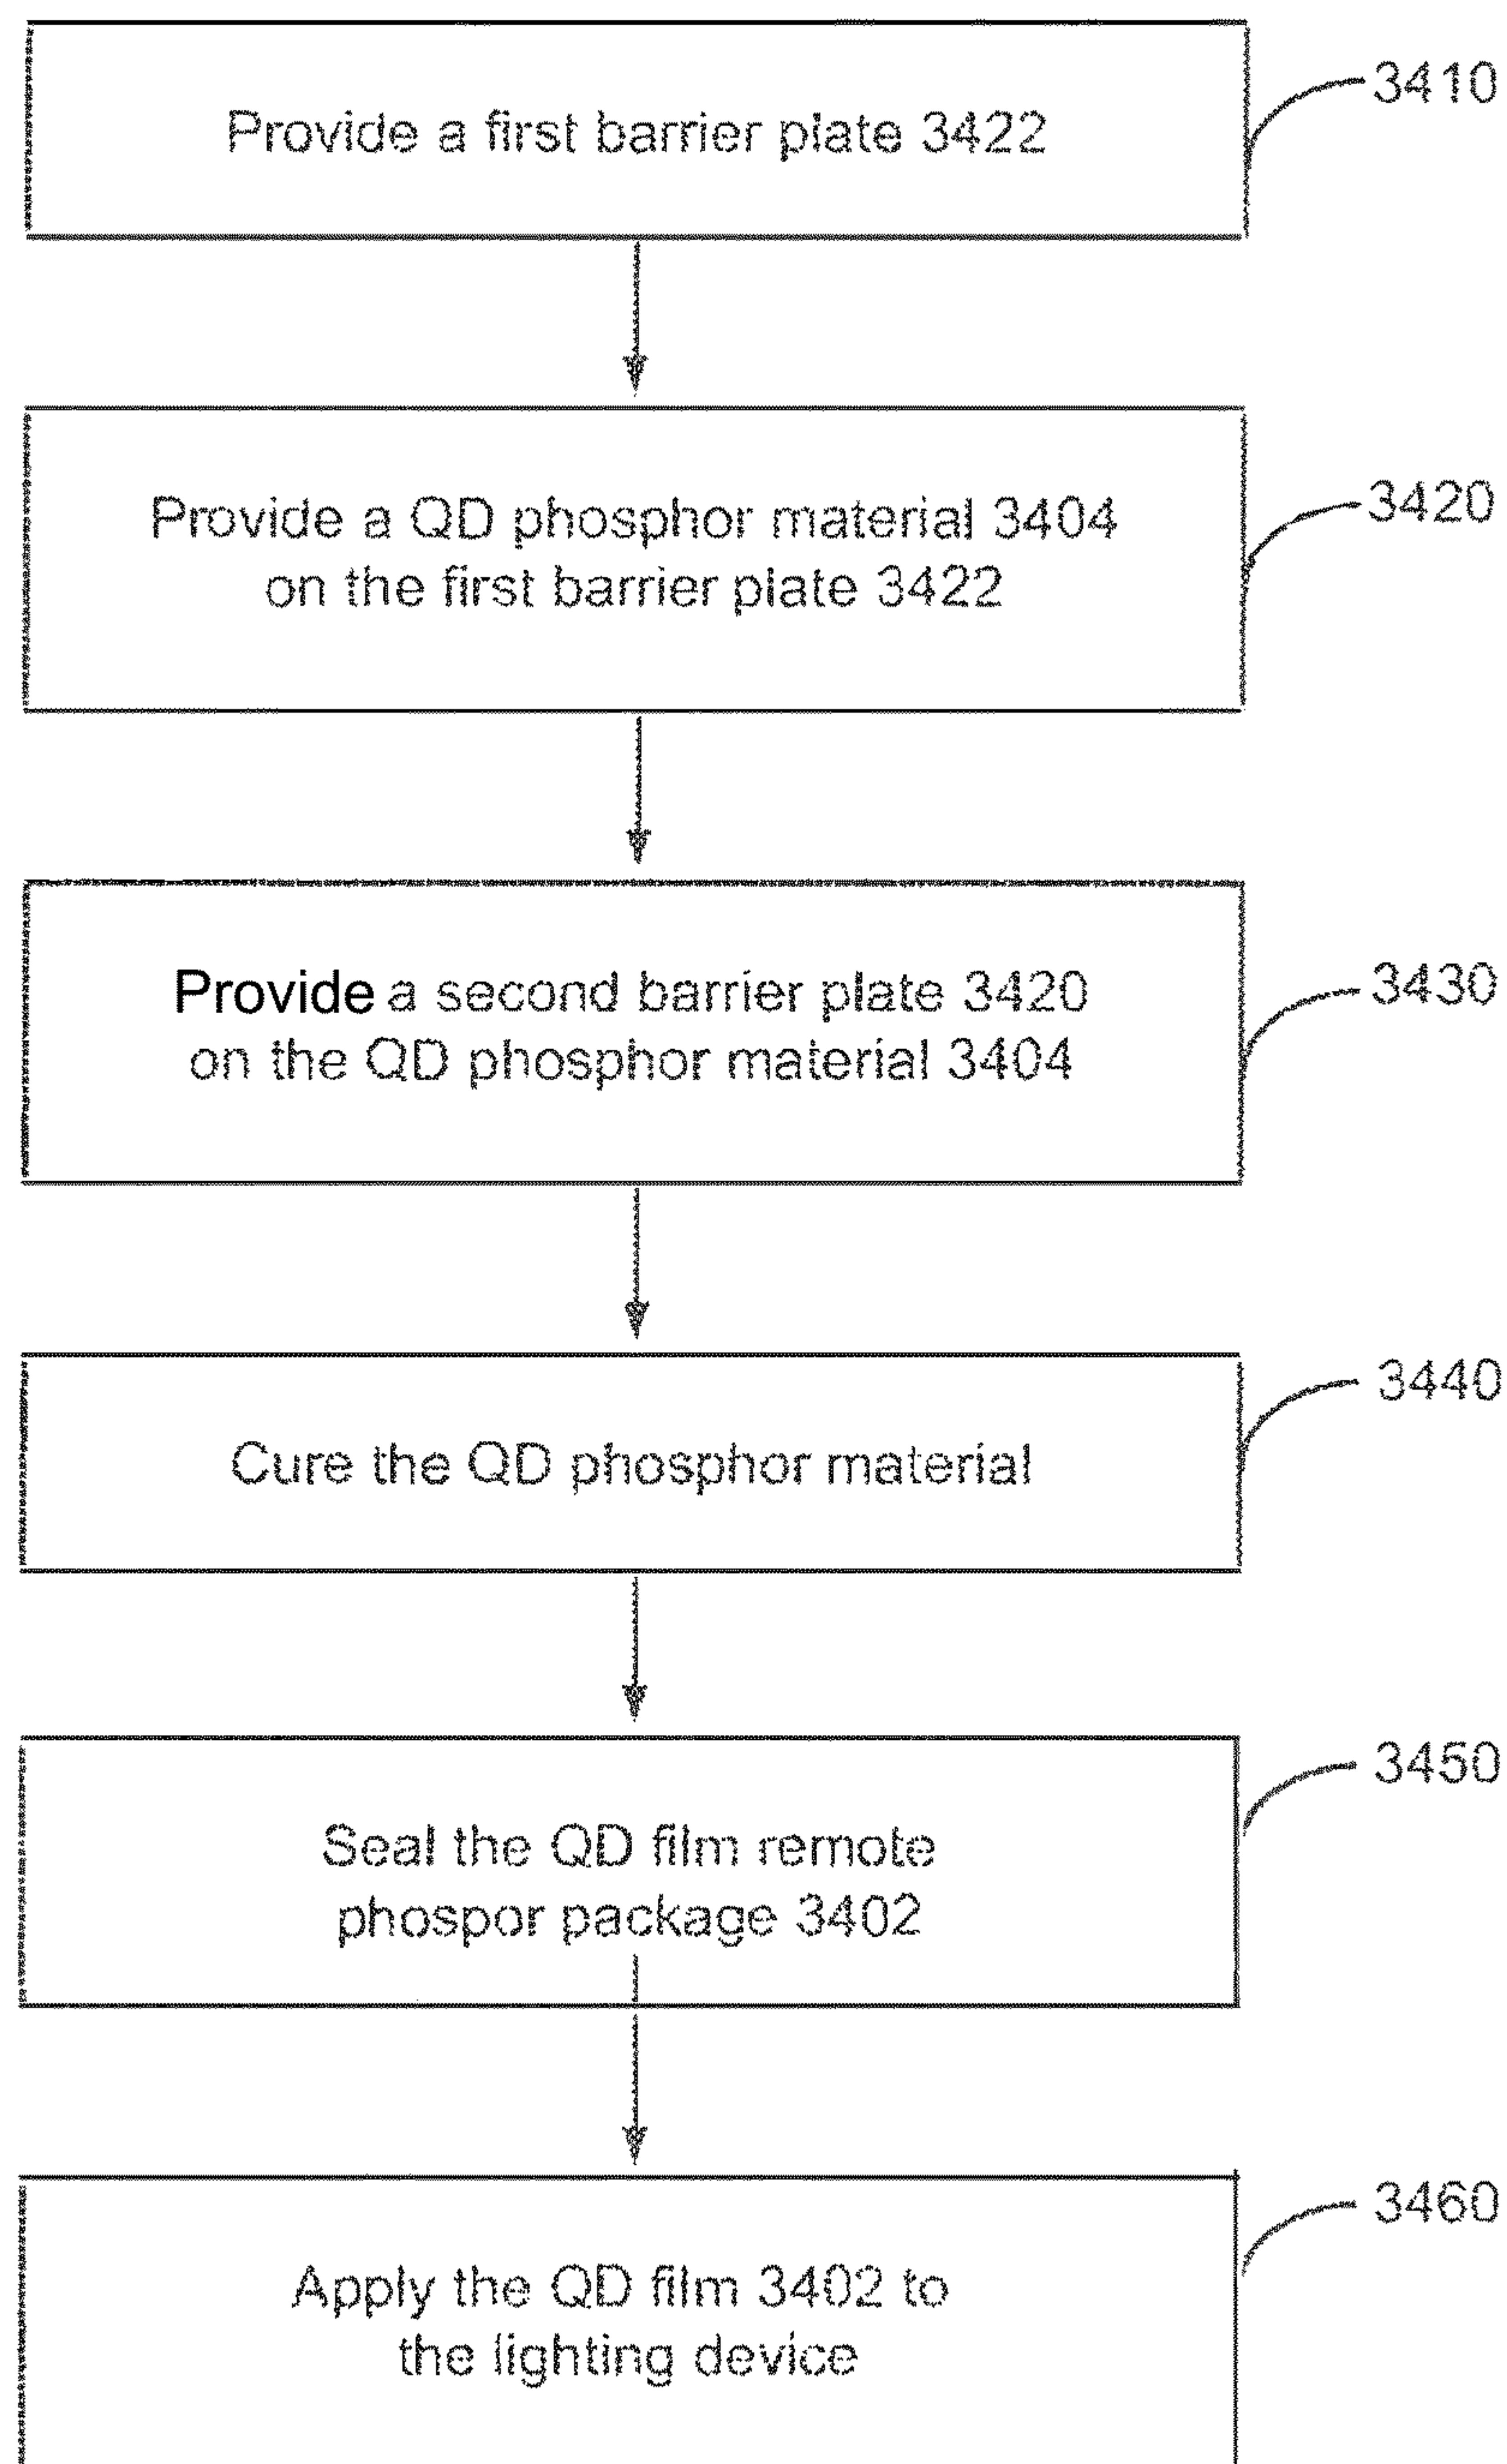 Provide a first barrier plate 3422
3410
Provide a QD phosphor material 3404
on the first barrier plate 3422
3420
Provide a second barrier plate 3420
on the QD phosphor material 3404
3430
Cure the QD phosphor material
3440
Seal the QD film remote
phospor package 3402
3450
Apply the QD film 3402 to
the lighting device
3460